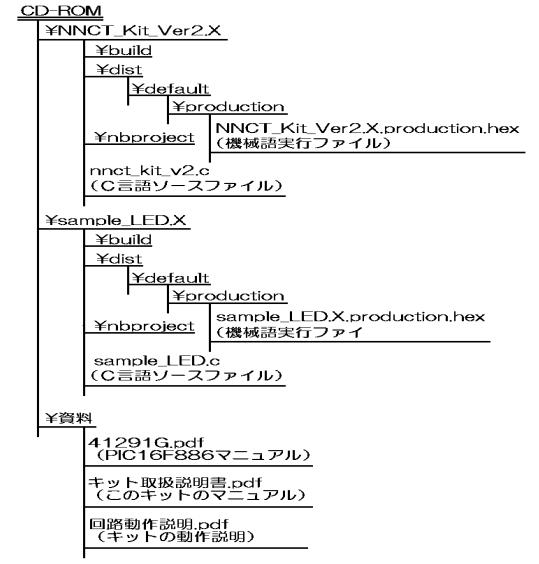 CD-ROM
¥NNCT_Kit_Ver2.X
¥build
¥dist
¥default
¥production
NNCT_Kit_Ver2.X.production.hex
(機械語実行ファイル)
¥nbproject
nnct_kit_v2.c
(C言語ソースファイル)
¥sample_LED.X
¥build
¥dist
¥default
¥production
sample_LED.X.production.hex
(機械語実行ファイ
¥nbproject
sample_LED.c
(C言語ソースファイル)
¥資料
41291G.pdf
(PIC16F886マニュアル)
キット取扱説明書.pdf
(このキットのマニュアル)
回路動作説明.pdf
(キットの動作説明)